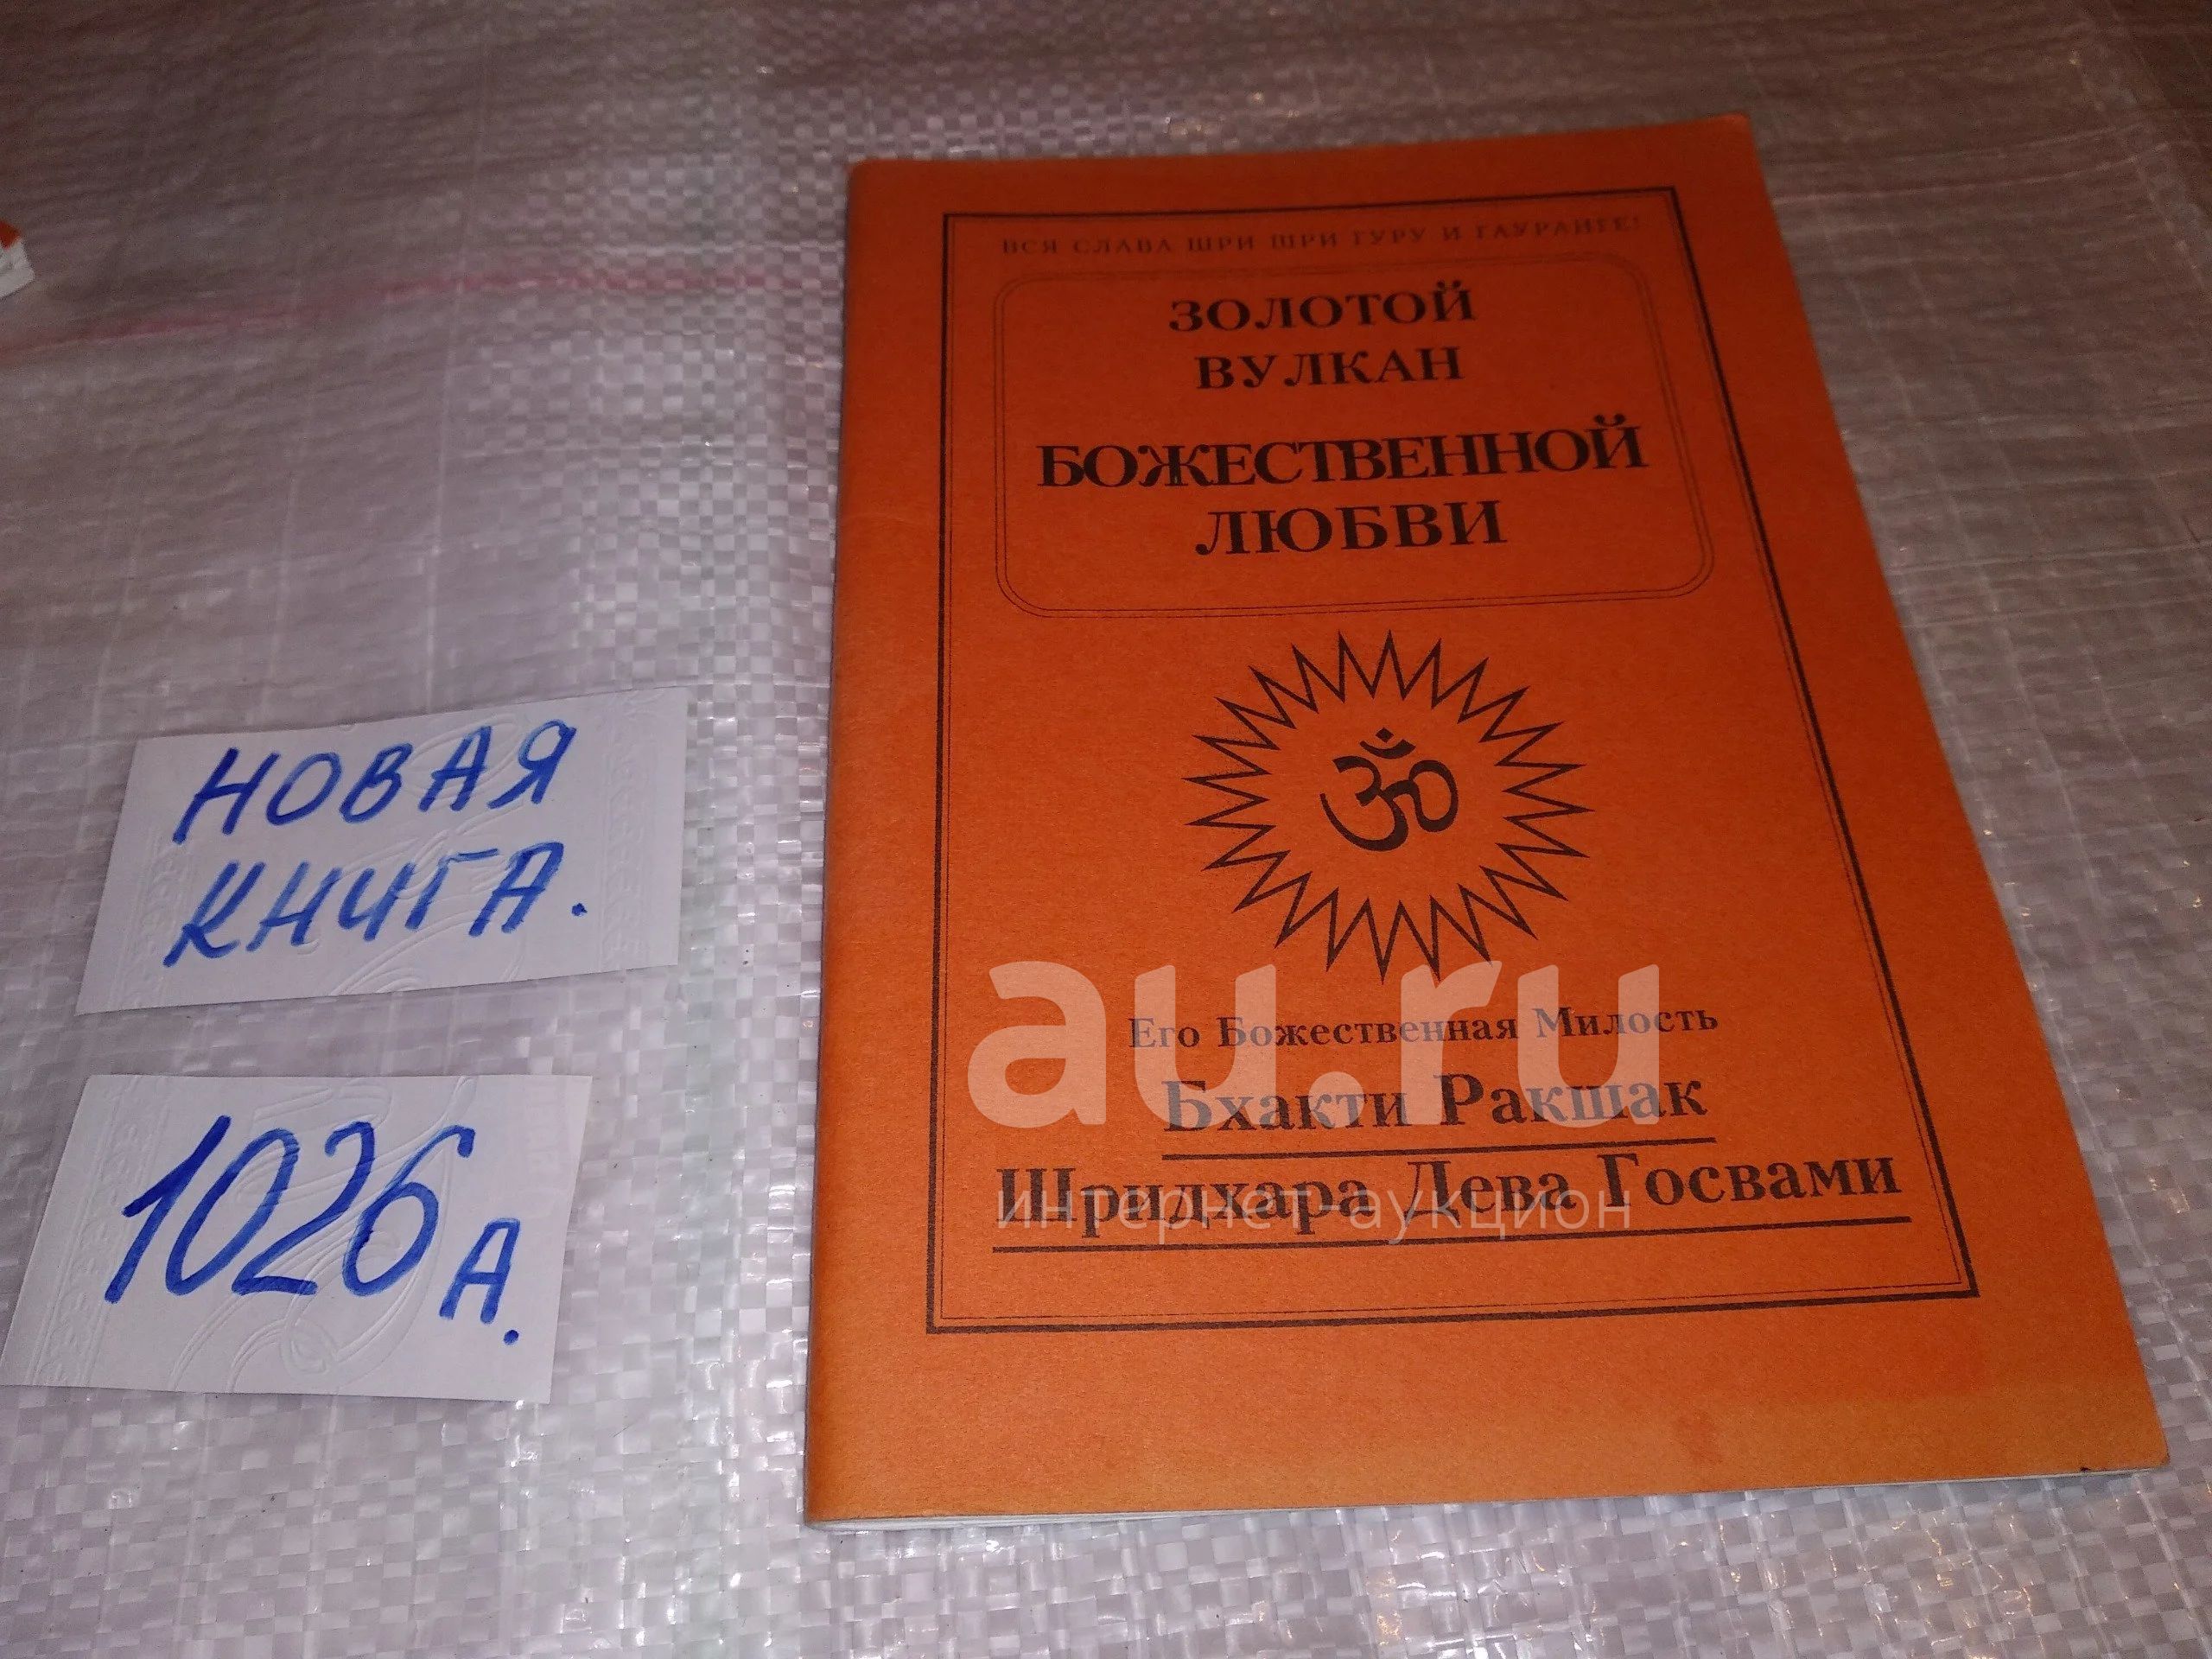 ВСЯ СЛАВА ШРИ ШРИ ГУРУ И ГАУРАНГЕ!
ЗОЛОТОЙ
ВУЛКАН
БОЖЕСТВЕННОЙ
ЛЮБВИ
ॐ
Его Божественная Милость
Бхакти Ракшак
Шридхара Дева Госвами
au.ru
интернет-аукцион
НОВАЯ
КНИГА.
1026А.